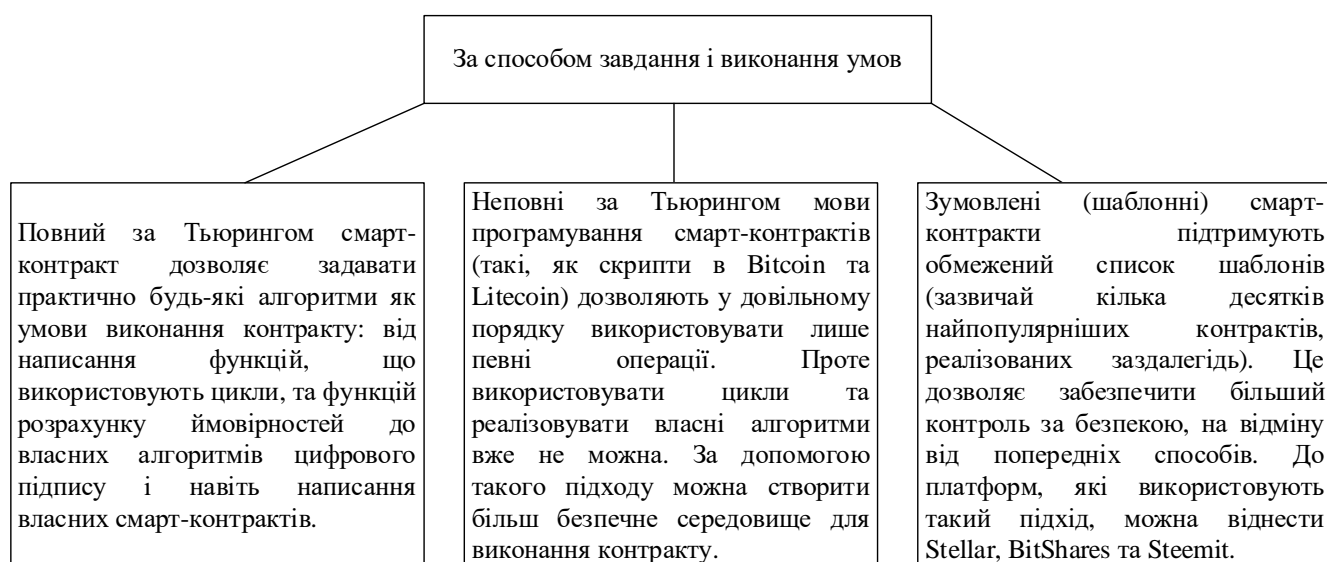 За способом завдання і виконання умов
Повний за Тьюрингом смарт-
контракт дозволяє задавати
практично будь-які алгоритми як
умови виконання контракту: від
написання функцій, що
використовують цикли, та функцій
розрахунку ймовірностей до
власних алгоритмів цифрового
підпису і навіть написання
власних смарт-контрактів.
Неповні за Тьюрингом мови
програмування смарт-контрактів
(такі, як скрипти в Bitcoin та
Litecoin) дозволяють у довільному
порядку використовувати лише
певні операції. Проте
використовувати цикли та
реалізовувати власні алгоритми
вже не можна. За допомогою
такого підходу можна створити
більш безпечне середовище для
виконання контракту.
Зумовлені (шаблонні) смарт-
контракти підтримують
обмежений список шаблонів
(зазвичай кілька десятків
найпопулярніших контрактів,
реалізованих заздалегідь). Це
дозволяє забезпечити більший
контроль за безпекою, на відміну
від попередніх способів. До
платформ, які використовують
такий підхід, можна віднести
Stellar, BitShares та Steemit.